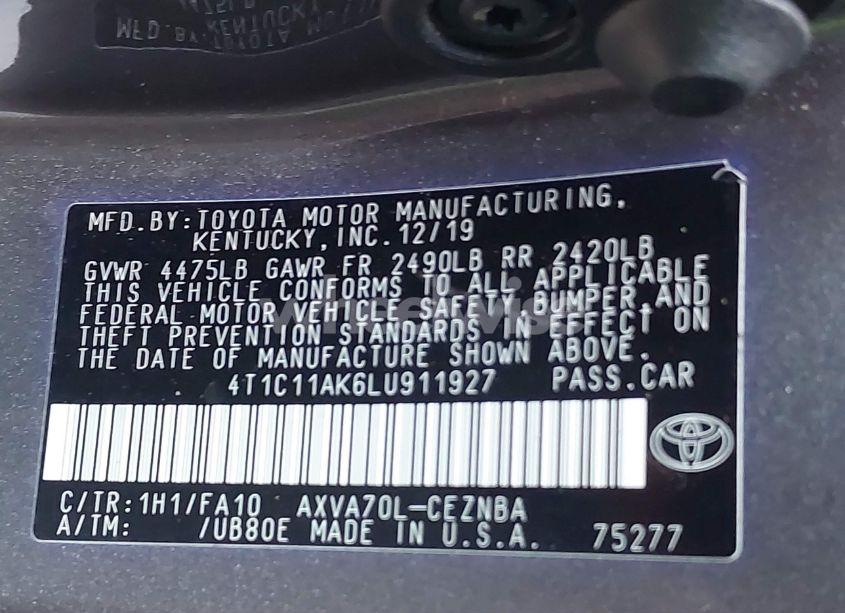 MFD.BY:TOYOTA MOTOR MANUFACTURING,
KENTUCKY,INC.12/19
GVWR 4475LB GAWR FR 2490LB RR 2420LB
THIS VEHICLE CONFORMS TO ALL APPLICABLE
FEDERAL MOTOR VEHICLE SAFETY,BUMPER,AND
THEFT PREVENTION STANDARDS IN EFFECT ON
THE DATE OF MANUFACTURE SHOWN ABOVE.
4T1C11AK6LU911927 PASS.CAR
C/TR:1H1/FA10 AXVA70L-CEZNBA
A/TM: /UB80E MADE IN U.S.A. 75277